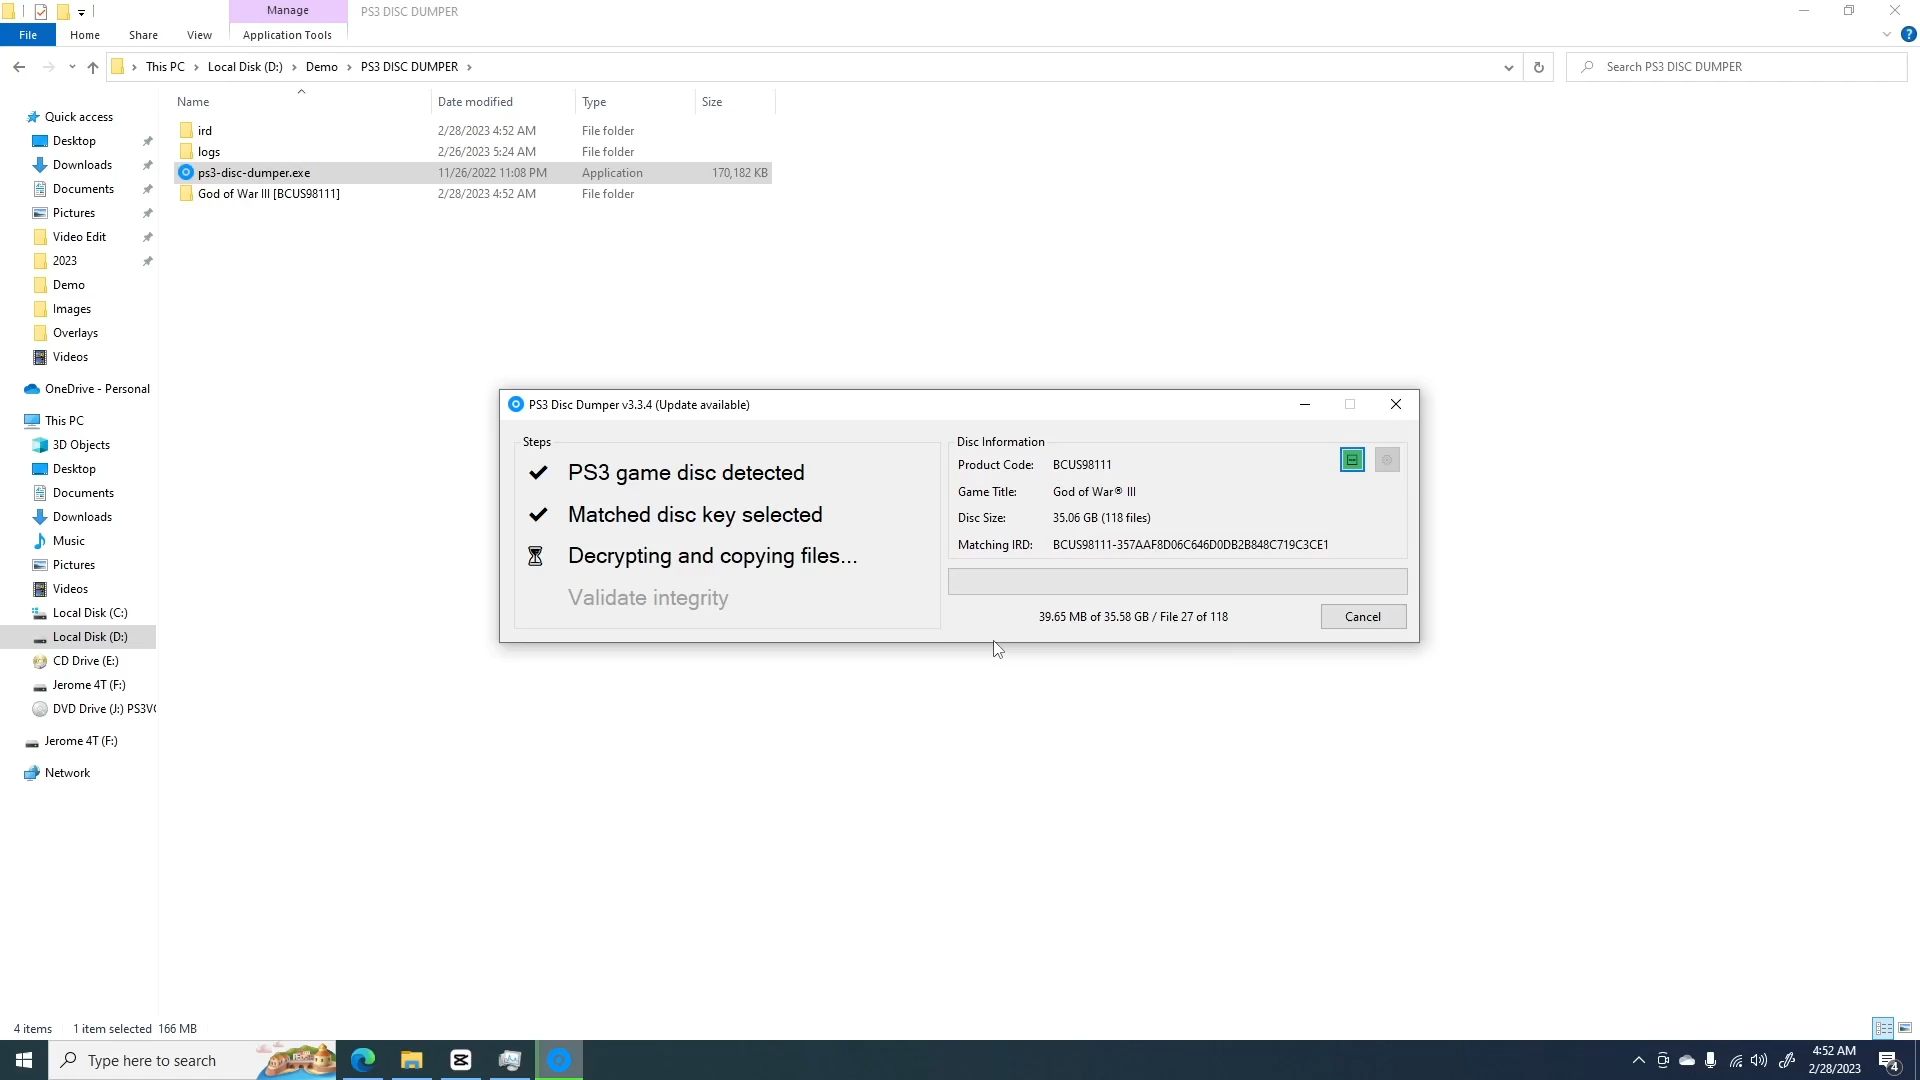 Manage
PS3 DISC DUMPER
File
Home
Share
View
Application Tools
This PC
Local Disk (D:)
Demo
PS3 DISC DUMPER
Search PS3 DISC DUMPER
Name
Date modified
Type
Size
ird
2/28/2023 4:52 AM
File folder
logs
2/26/2023 5:24 AM
File folder
ps3-disc-dumper.exe
11/26/2022 11:08 PM
Application
170,182 KB
God of War III [BCUS98111]
2/28/2023 4:52 AM
File folder
Quick access
Desktop
Downloads
Documents
Pictures
Video Edit
2023
Demo
Images
Overlays
Videos
OneDrive - Personal
This PC
3D Objects
Desktop
Documents
Downloads
Music
Pictures
Videos
Local Disk (C:)
Local Disk (D:)
CD Drive (E:)
Jerome 4T (F:)
DVD Drive (J:) PS3V
Jerome 4T (F:)
Network
PS3 Disc Dumper v3.3.4 (Update available)
Steps
PS3 game disc detected
Matched disc key selected
Decrypting and copying files...
Validate integrity
Disc Information
Product Code: BCUS98111
Game Title: God of War® III
Disc Size: 35.06 GB (118 files)
Matching IRD: BCUS98111-357AAF8D06C646D0DB2B848C719C3CE1
39.65 MB of 35.58 GB / File 27 of 118
Cancel
4 items
1 item selected 166 MB
Type here to search
4:52 AM
2/28/2023
4